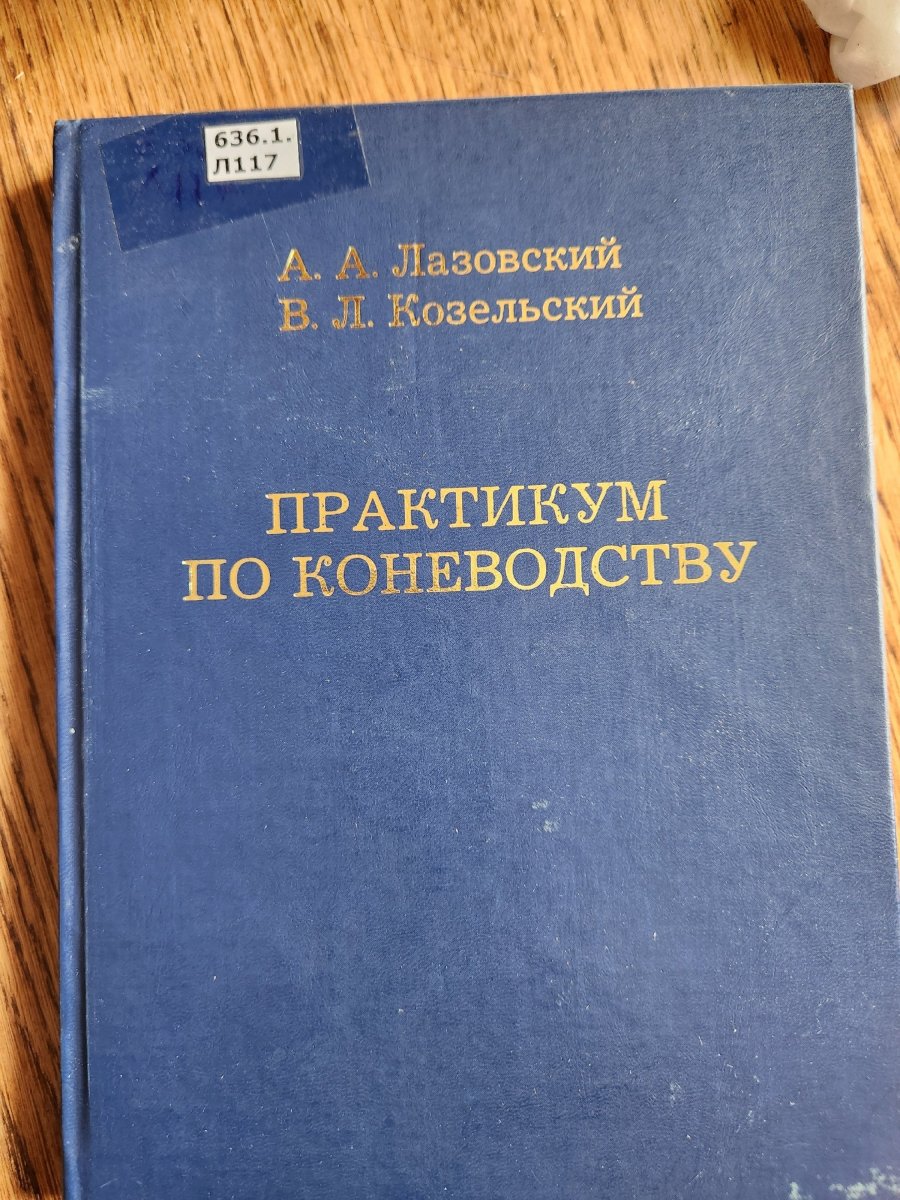 636.1.
Л117
А. А. Лазовский
В. Л. Козельский
ПРАКТИКУМ
ПО КОНЕВОДСТВУ